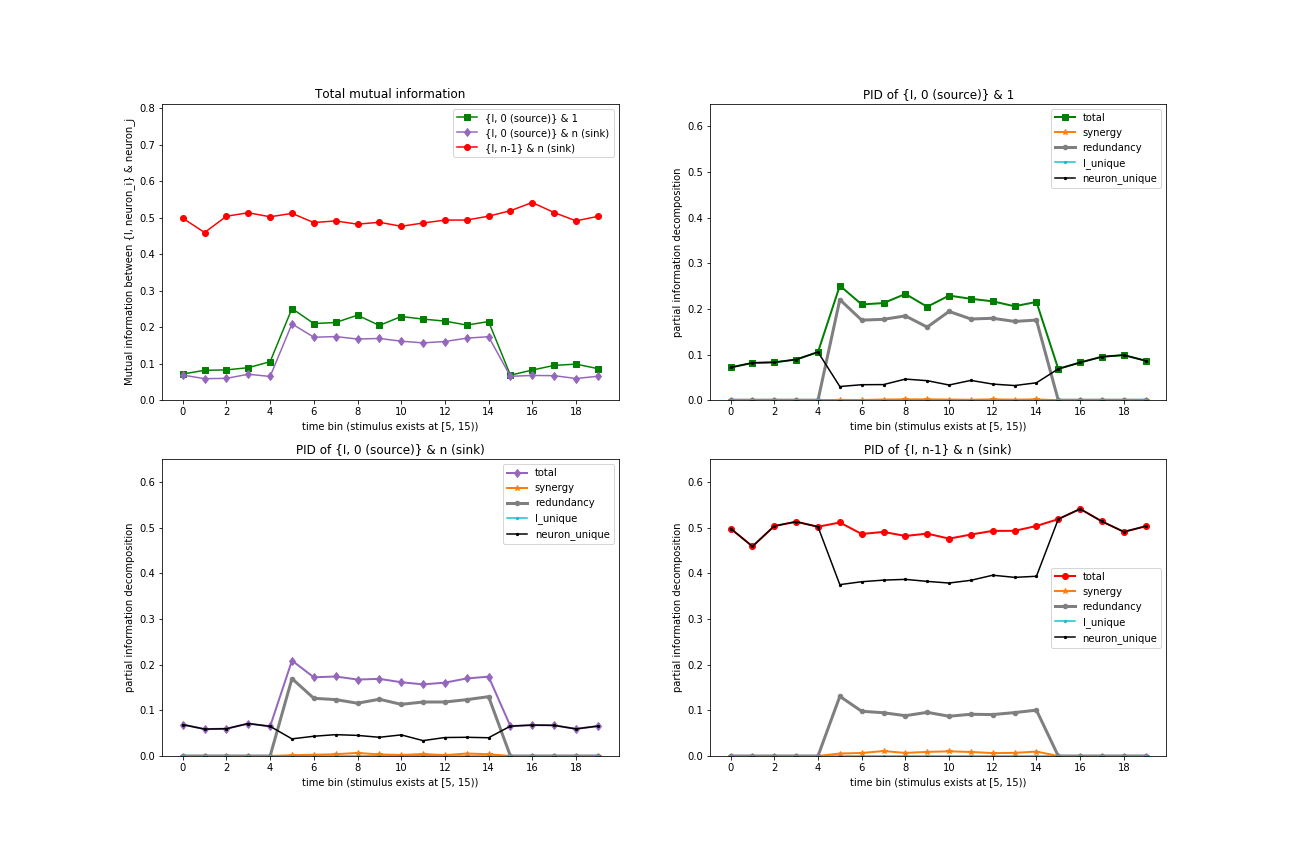 Total mutual information
Mutual information between {I, neuron_i} & neuron_j
0.8
0.7
0.6
0.5
0.4
0.3
0.2
0.1
0.0
{I, 0 (source)} & 1
{I, 0 (source)} & n (sink)
{I, n-1} & n (sink)
0 2 4 6 8 10 12 14 16 18
time bin (stimulus exists at [5, 15))
PID of {I, 0 (source)} & 1
partial information decomposition
0.6
0.5
0.4
0.3
0.2
0.1
0.0
total
synergy
redundancy
I_unique
neuron_unique
0 2 4 6 8 10 12 14 16 18
time bin (stimulus exists at [5, 15))
PID of {I, 0 (source)} & n (sink)
partial information decomposition
0.6
0.5
0.4
0.3
0.2
0.1
0.0
total
synergy
redundancy
I_unique
neuron_unique
0 2 4 6 8 10 12 14 16 18
time bin (stimulus exists at [5, 15))
PID of {I, n-1} & n (sink)
partial information decomposition
0.6
0.5
0.4
0.3
0.2
0.1
0.0
total
synergy
redundancy
I_unique
neuron_unique
0 2 4 6 8 10 12 14 16 18
time bin (stimulus exists at [5, 15))